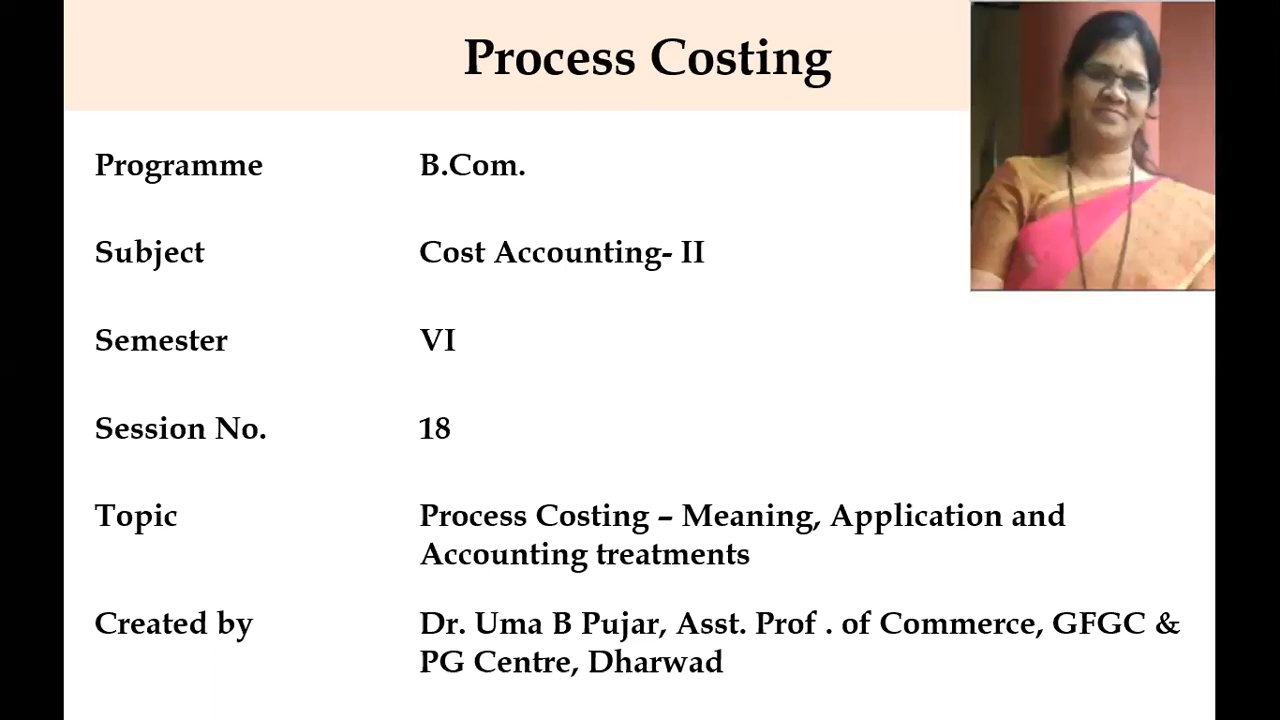 Process Costing
Programme B.Com.
Subject Cost Accounting- II
Semester VI
Session No. 18
Topic Process Costing – Meaning, Application and
Accounting treatments
Created by Dr. Uma B Pujar, Asst. Prof . of Commerce, GFGC &
PG Centre, Dharwad